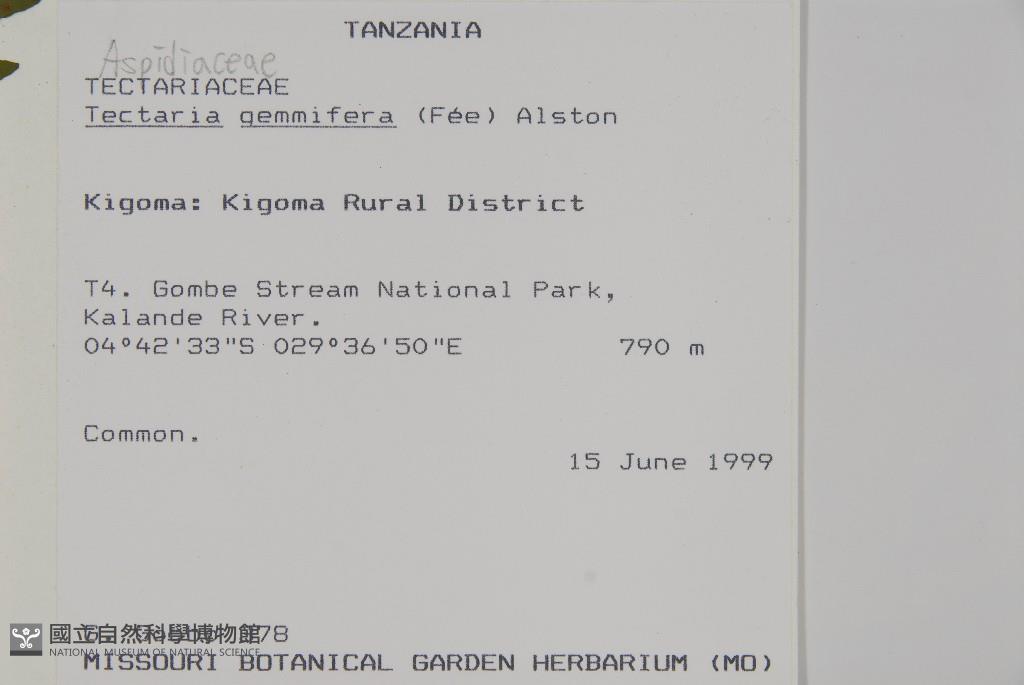 TANZANIA
Aspidiaceae
TECTARIACEAE
Tectaria gemmifera (Fée) Alston
Kigoma: Kigoma Rural District
T4. Gombe Stream National Park,
Kalande River.
04°42'33"S 029°36'50"E 790 m
Common.
15 June 1999
國立自然科學博物館
NATIONAL MUSEUM OF NATURAL SCIENCE
MISSOURI BOTANICAL GARDEN HERBARIUM (MO)